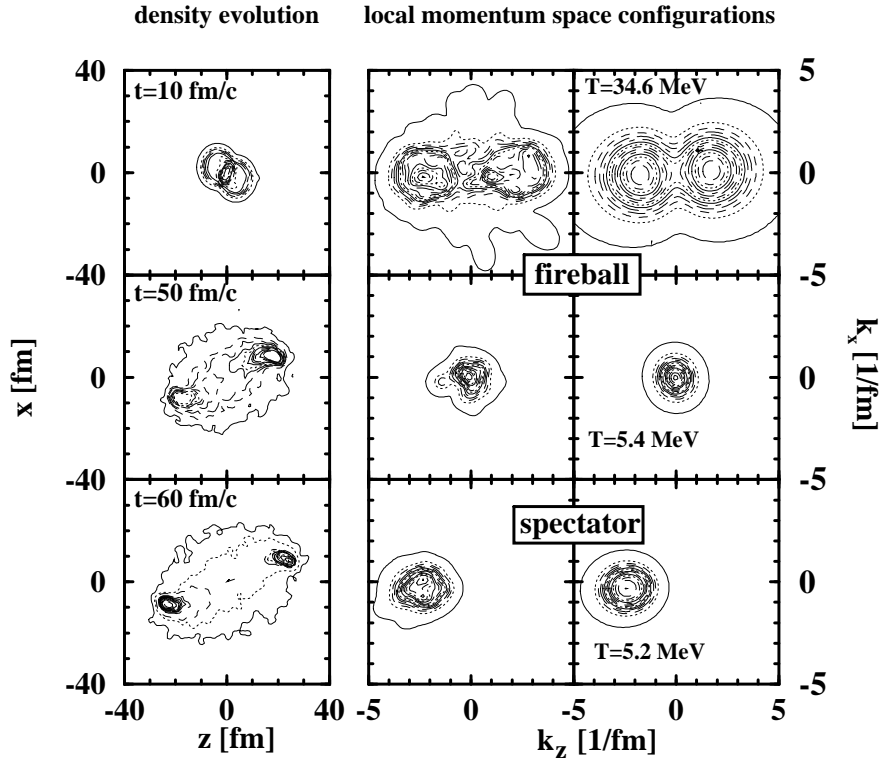 density evolution local momentum space configurations
40 5
t=10 fm/c T=34.6 MeV
0 0
-40 fireball -5
t=50 fm/c
x [fm] 0 0 k_x [1/fm]
T=5.4 MeV
-40 -5
t=60 fm/c
spectator
0 0
T=5.2 MeV
-40 -5
-40 0 40 -5 0 -5 0 5
z [fm] k_z [1/fm]